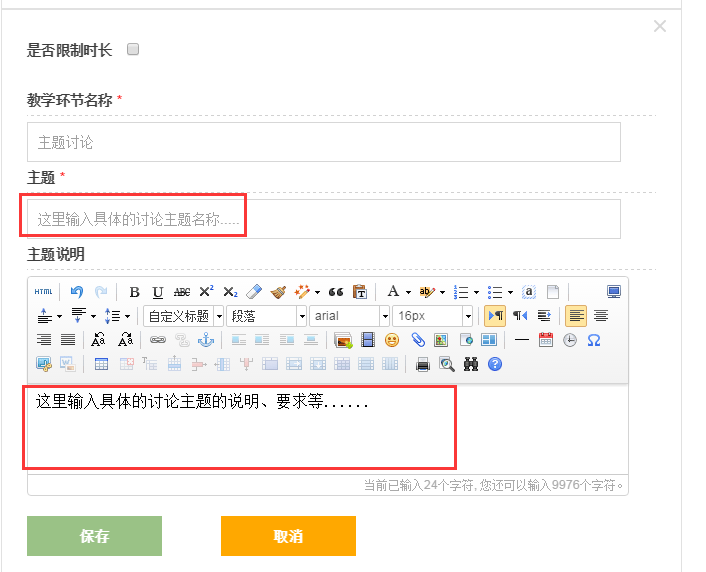 是否限制时长
教学环节名称 *
主题讨论
主题 *
这里输入具体的讨论主题名称.....
主题说明
HTML B U ABC X² X₂ A ab
自定义标题 段落 arial 16px
这里输入具体的讨论主题的说明、要求等......
当前已输入24个字符, 您还可以输入9976个字符。
保存 取消